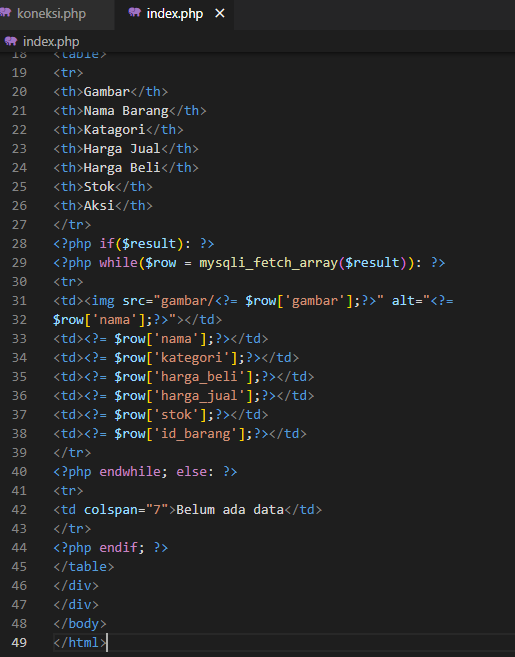 koneksi.php
index.php ×
index.php
18 <table>
19 <tr>
20 <th>Gambar</th>
21 <th>Nama Barang</th>
22 <th>Katagori</th>
23 <th>Harga Jual</th>
24 <th>Harga Beli</th>
25 <th>Stok</th>
26 <th>Aksi</th>
27 </tr>
28 <?php if($result): ?>
29 <?php while($row = mysqli_fetch_array($result)): ?>
30 <tr>
31 <td><img src="gambar/<?= $row['gambar'];?>" alt="<?=
32 $row['nama'];?>"></td>
33 <td><?= $row['nama'];?></td>
34 <td><?= $row['kategori'];?></td>
35 <td><?= $row['harga_beli'];?></td>
36 <td><?= $row['harga_jual'];?></td>
37 <td><?= $row['stok'];?></td>
38 <td><?= $row['id_barang'];?></td>
39 </tr>
40 <?php endwhile; else: ?>
41 <tr>
42 <td colspan="7">Belum ada data</td>
43 </tr>
44 <?php endif; ?>
45 </table>
46 </div>
47 </div>
48 </body>
49 </html>